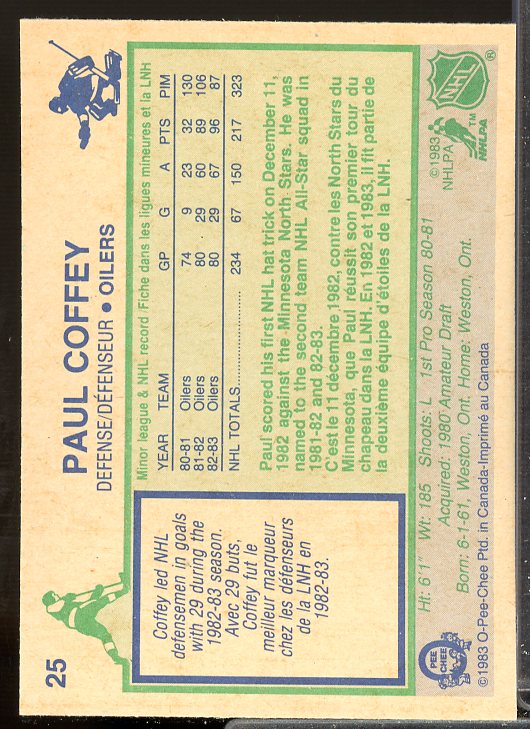 25
PAUL COFFEY
DEFENSE/DÉFENSEUR • OILERS
Coffey led NHL
defensemen in goals
with 29 during the
1982-83 season.
Avec 29 buts,
Coffey fut le
meilleur marqueur
chez les défenseurs
de la LNH en
1982-83.
Minor league & NHL record Fiche dans les ligues mineures et la LNH
YEAR TEAM GP G A PTS PIM
80-81 Oilers 74 9 23 32 130
81-82 Oilers 80 29 60 89 106
82-83 Oilers 80 29 67 96 87
NHL TOTALS.................... 234 67 150 217 323
Paul scored his first NHL hat trick on December 11,
1982 against the Minnesota North Stars. He was
named to the second team NHL All-Star squad in
1981-82 and 82-83.
C'est le 11 décembre 1982, contre les North Stars du
Minnesota, que Paul réussit son premier tour du
chapeau dans la LNH. En 1982 et 1983, il fit partie de
la deuxième équipe d'étoiles de la LNH.
Ht: 6'1" Wt: 185 Shoots: L 1st Pro Season 80-81
Acquired: 1980 Amateur Draft
Born: 6-1-61, Weston, Ont. Home: Weston, Ont.
©1983 O-Pee-Chee Ptd. in Canada-Imprimé au Canada
O
PEE
CHEE
©1983
NHLPA
TM
NHLPA
NHL
®